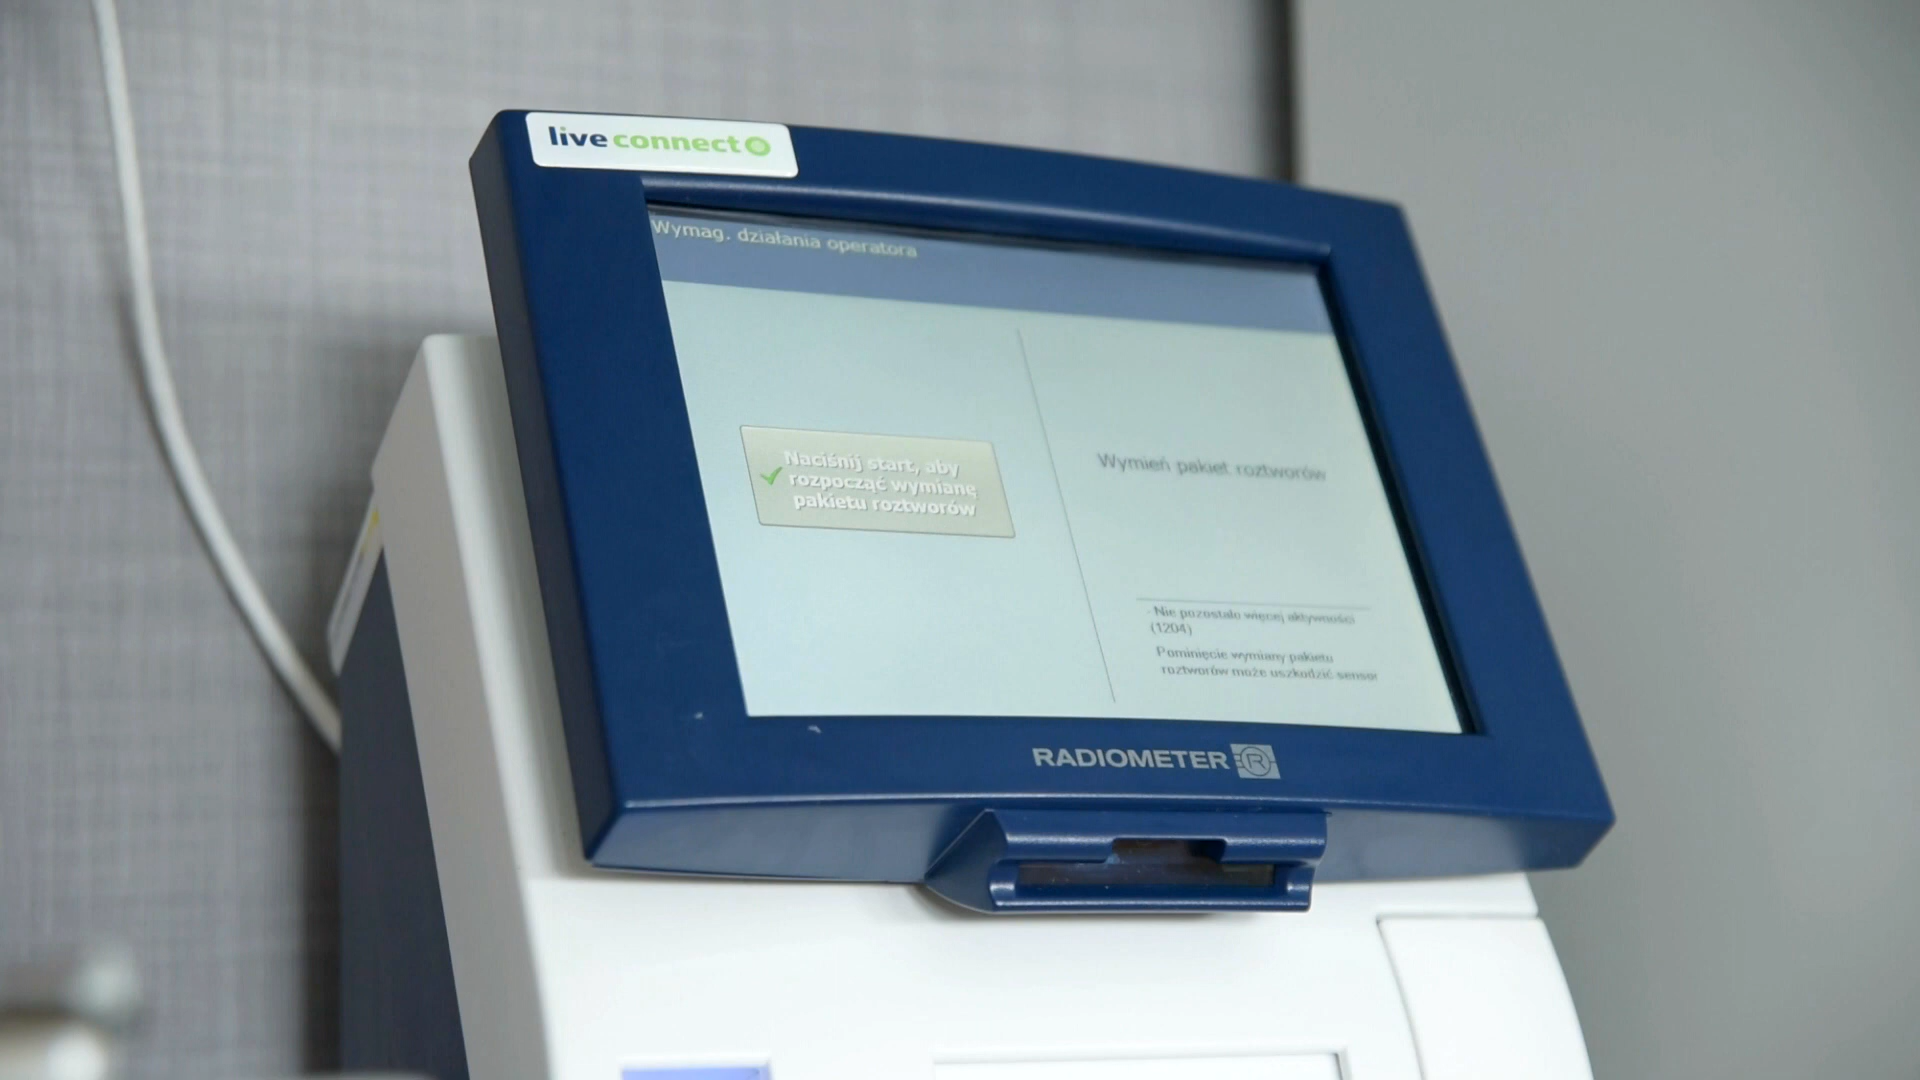 live connect
Wymag. działania operatora
Naciśnij start, aby
rozpocząć wymianę
pakietu roztworów
Wymień pakiet roztworów
- Nie pozostało więcej aktywności
(1204)
Pominięcie wymiany pakietu
roztworów może uszkodzić sensor
RADIOMETER R